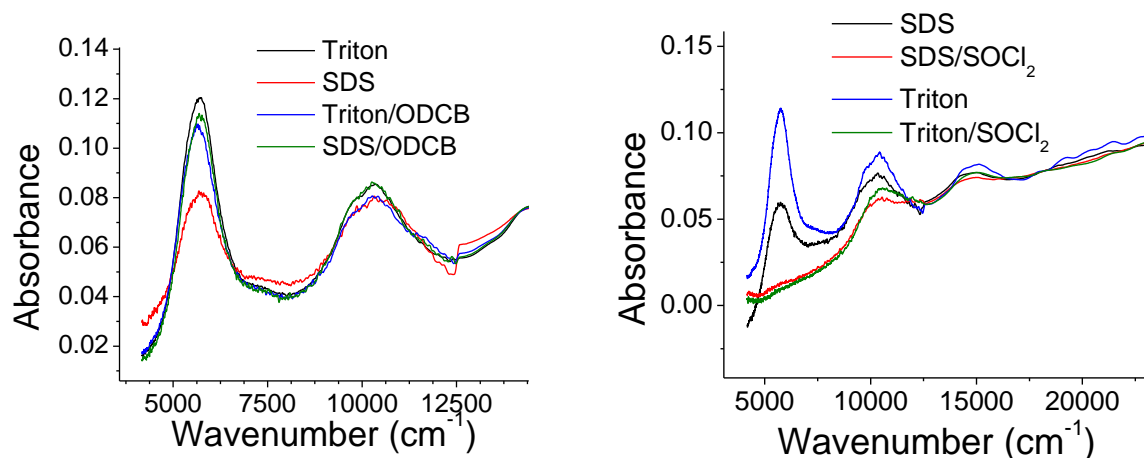 Absorbance
0.14
0.12
0.10
0.08
0.06
0.04
0.02
Triton
SDS
Triton/ODCB
SDS/ODCB
5000 7500 10000 12500
Wavenumber (cm⁻¹)
Absorbance
0.15
0.10
0.05
0.00
SDS
SDS/SOCl₂
Triton
Triton/SOCl₂
5000 10000 15000 20000
Wavenumber (cm⁻¹)